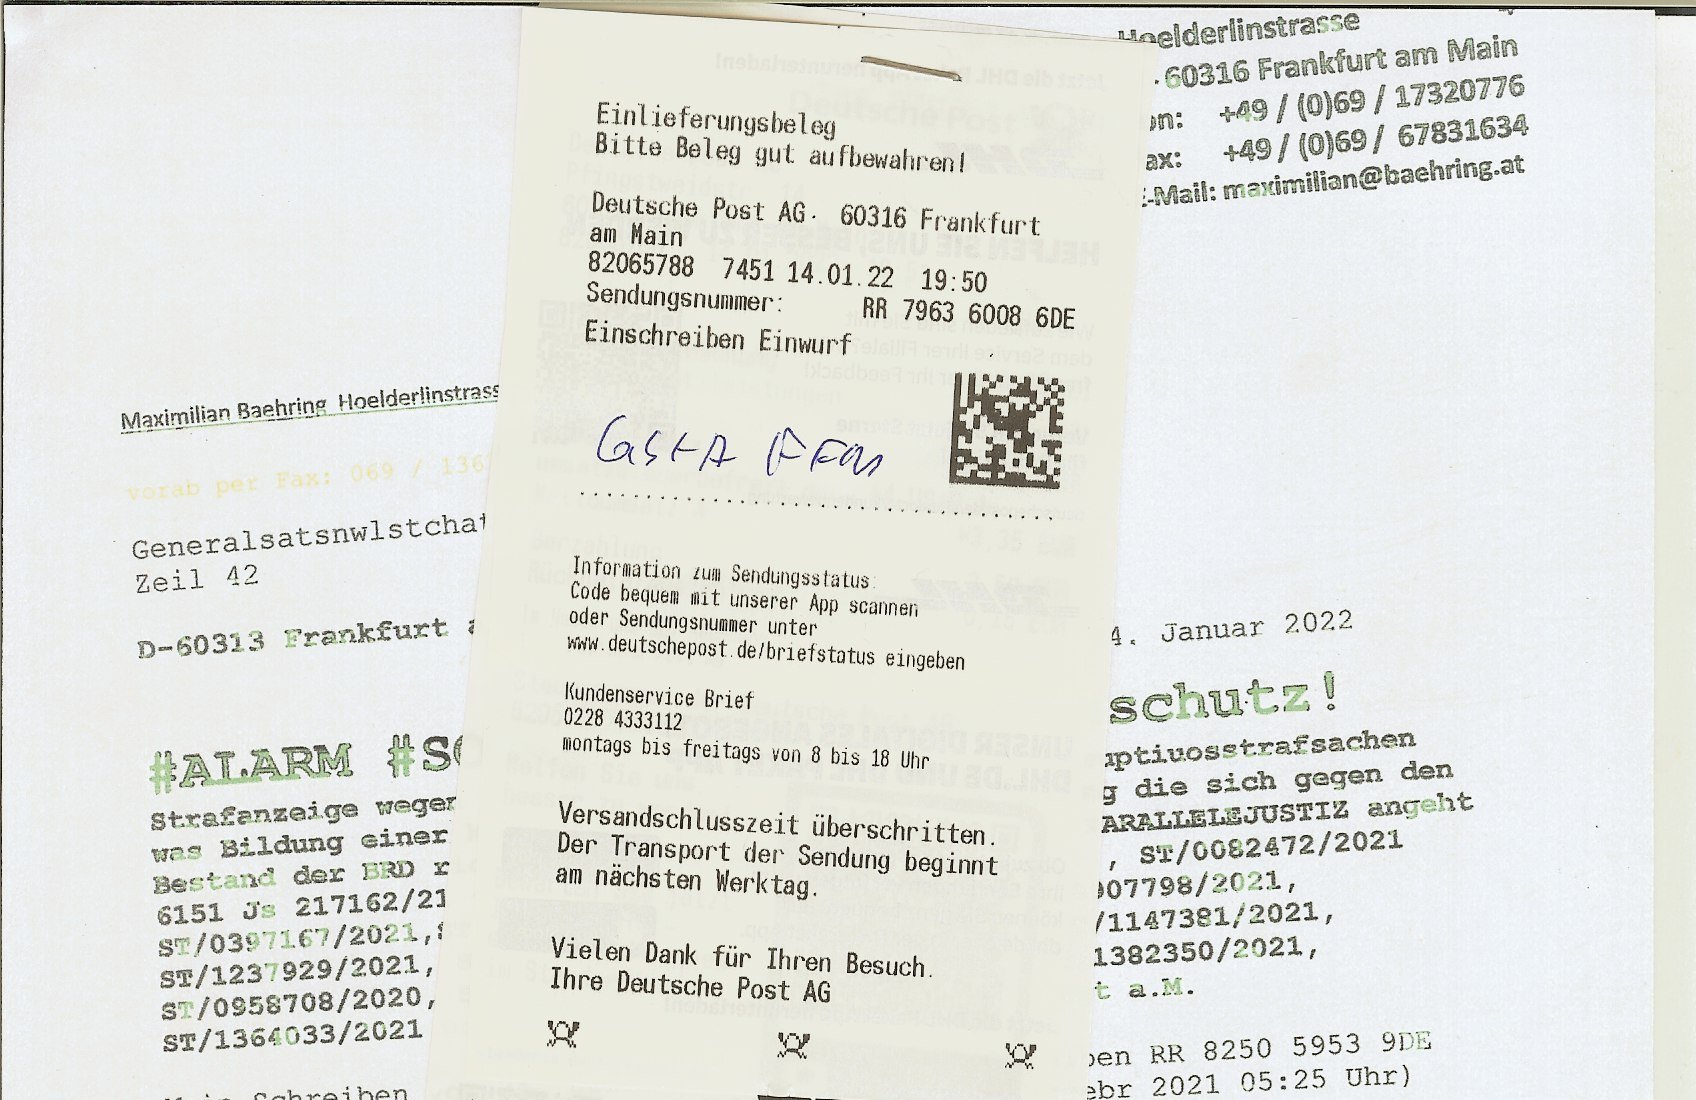 Hoelderlinstrasse
60316 Frankfurt am Main
on: +49 / (0)69 / 17320776
ax: +49 / (0)69 / 67831634
E-Mail: maximilian@baehring.at
Einlieferungsbeleg
Bitte Beleg gut aufbewahren!
Deutsche Post AG. 60316 Frankfurt
am Main
82065788 7451 14.01.22 19:50
Sendungsnummer: RR 7963 6008 6DE
Einschreiben Einwurf
Information zum Sendungsstatus:
Code bequem mit unserer App scannen
oder Sendungsnummer unter
www.deutschepost.de/briefstatus eingeben
Kundenservice Brief
0228 4333112
montags bis freitags von 8 bis 18 Uhr
Versandschlusszeit überschritten.
Der Transport der Sendung beginnt
am nächsten Werktag.
Vielen Dank für Ihren Besuch.
Ihre Deutsche Post AG
Maximilian Baehring Hoelderlinstrass
vorab per Fax: 069 / 136
Generalsatsnwlstchat
Zeil 42
D-60313 Frankfurt a
4. Januar 2022
#ALARM #SC schutz!
Strafanzeige wegen uptiuosstrafsachen
was Bildung einer g die sich gegen den
Bestand der BRD r ARALLELEJUSTIZ angeht
6151 Js 217162/21 , ST/0082472/2021
ST/0397167/2021, 907798/2021,
ST/1237929/2021, /1147381/2021,
ST/0958708/2020, 1382350/2021,
ST/1364033/2021 t a.M.
Mein Schreiben ben RR 8250 5953 9DE
ebr 2021 05:25 Uhr)